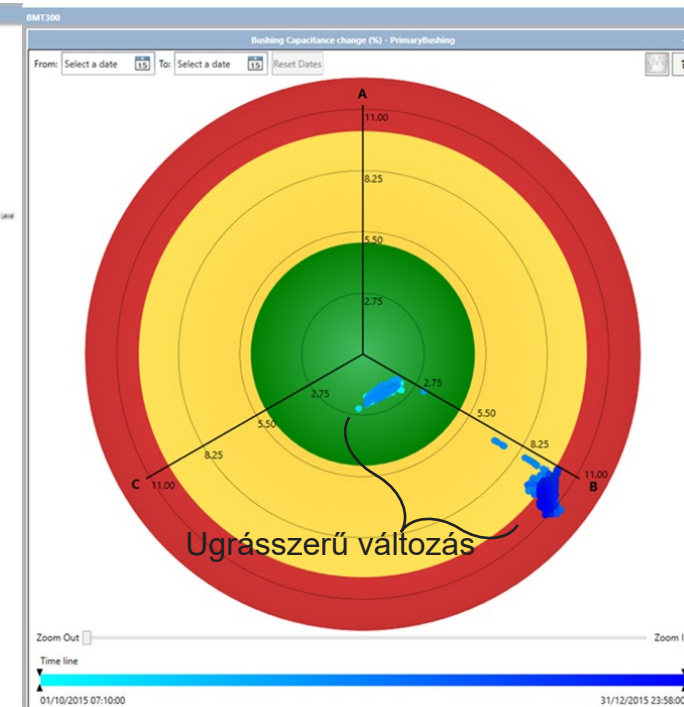 BMT300
Bushing Capacitance change (%) - PrimaryBushing
From: Select a date 15 To: Select a date 15 Reset Dates ?
A
11.00
8.25
5.50
2.75
2.75
2.75
5.50
5.50
8.25
8.25
11.00
B
C 11.00
Ugrásszerű változás
Zoom Out
Zoom I
Time line
01/10/2015 07:10:00
31/12/2015 23:58:00